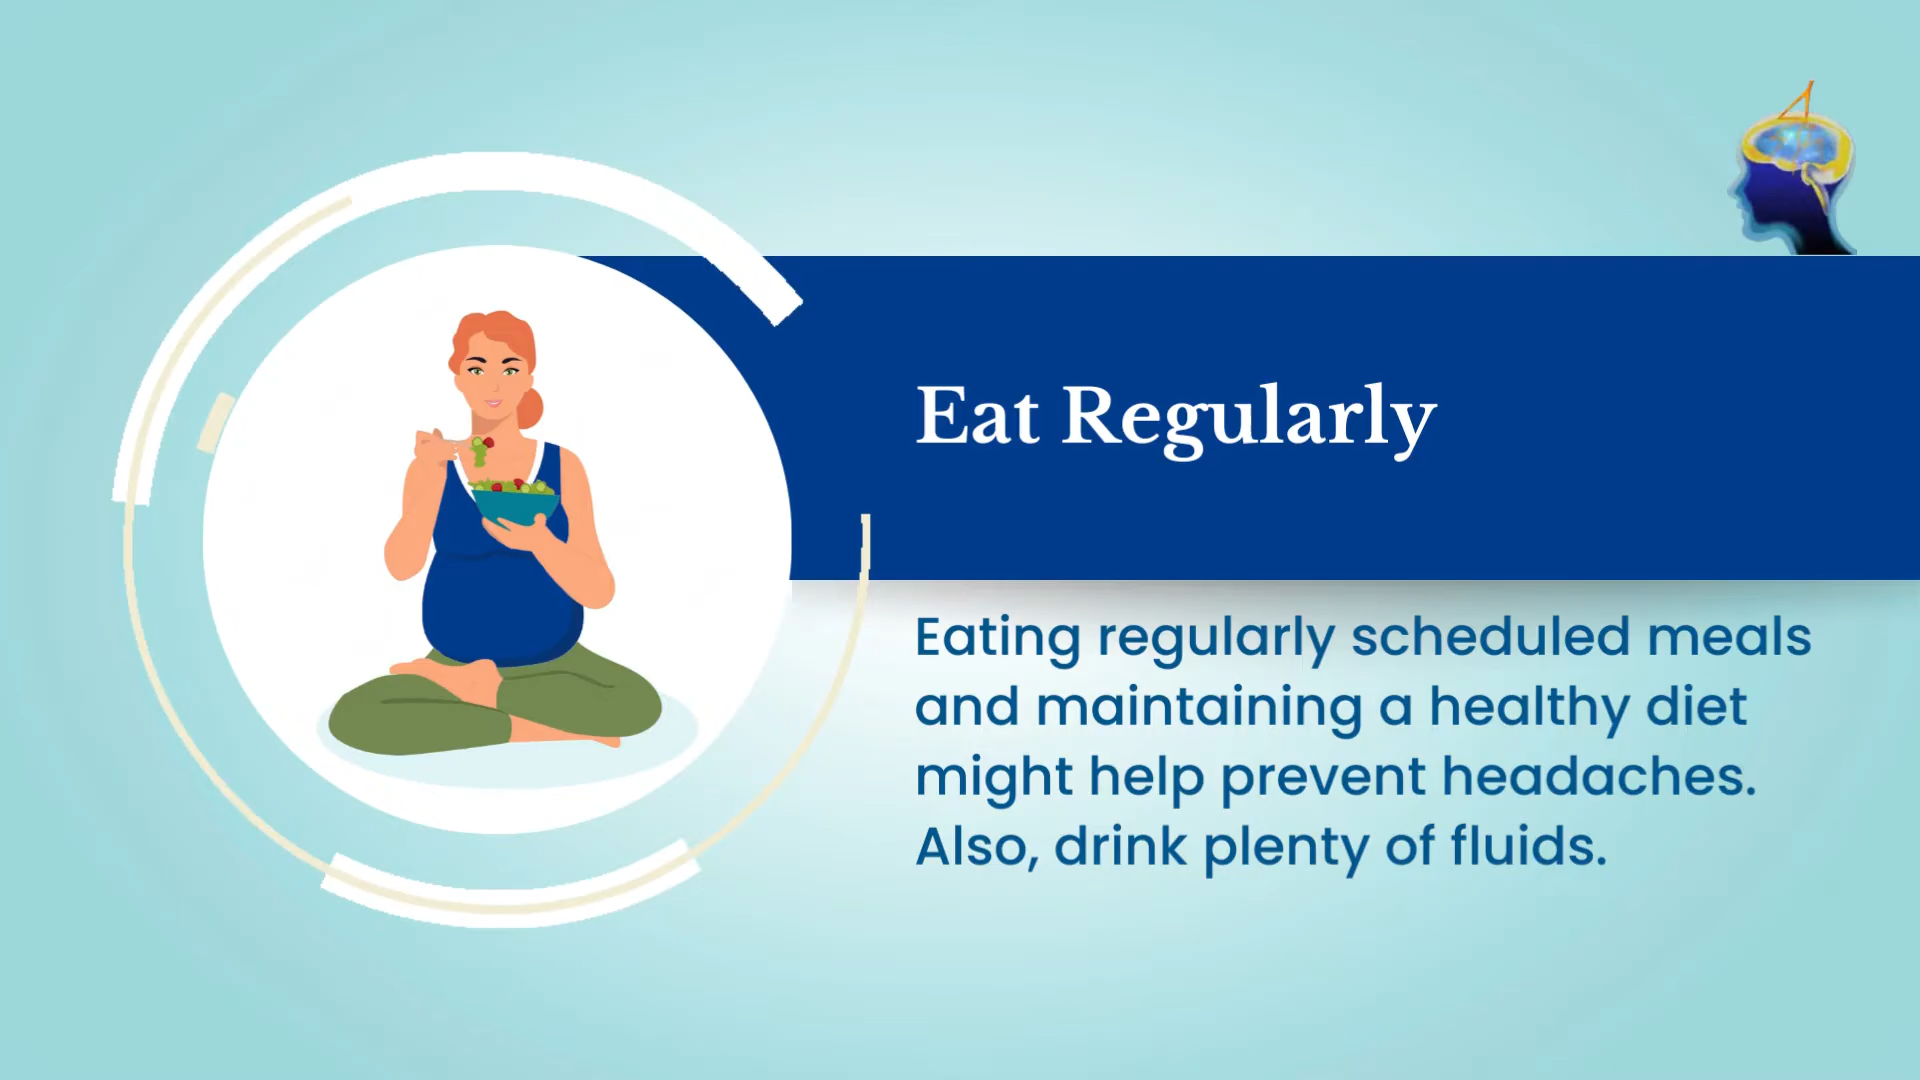 Eat Regularly
Eating regularly scheduled meals
and maintaining a healthy diet
might help prevent headaches.
Also, drink plenty of fluids.